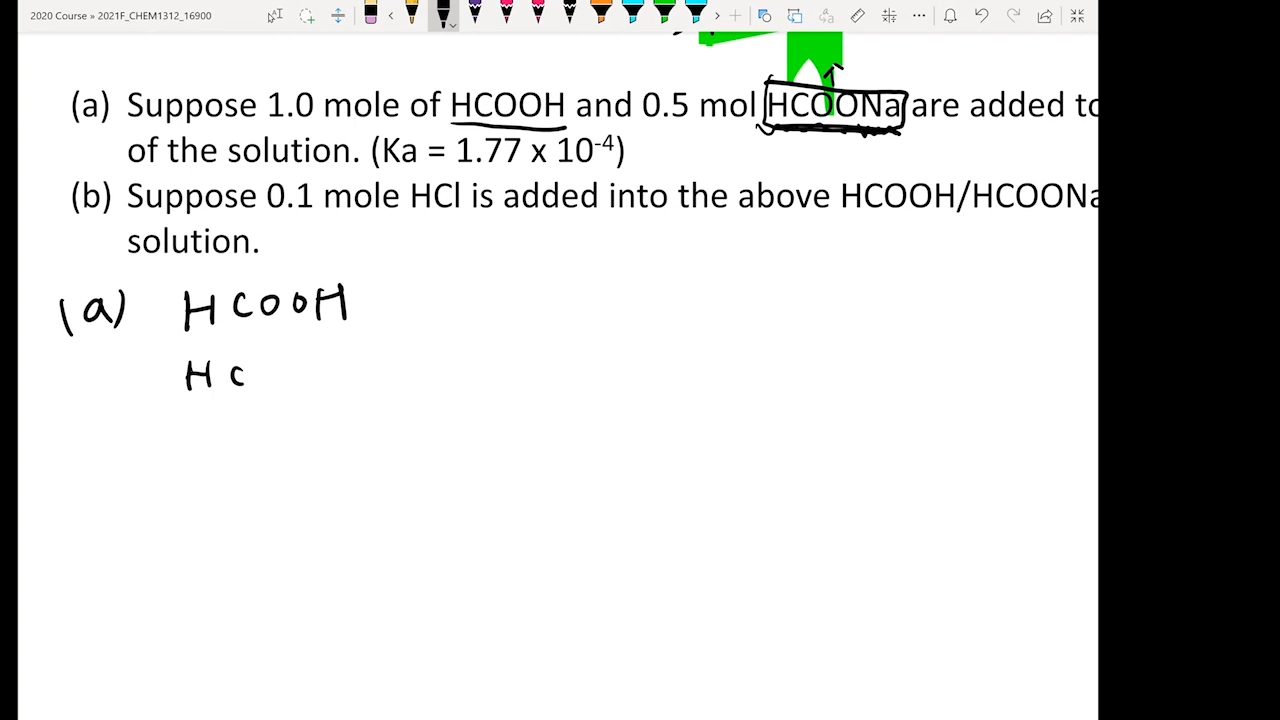 2020 Course » 2021F_CHEM1312_16900
(a) Suppose 1.0 mole of HCOOH and 0.5 mol HCOONa are added to
of the solution. (Ka = 1.77 x 10⁻⁴)
(b) Suppose 0.1 mole HCl is added into the above HCOOH/HCOONa
solution.
(a) HCOOH
HC